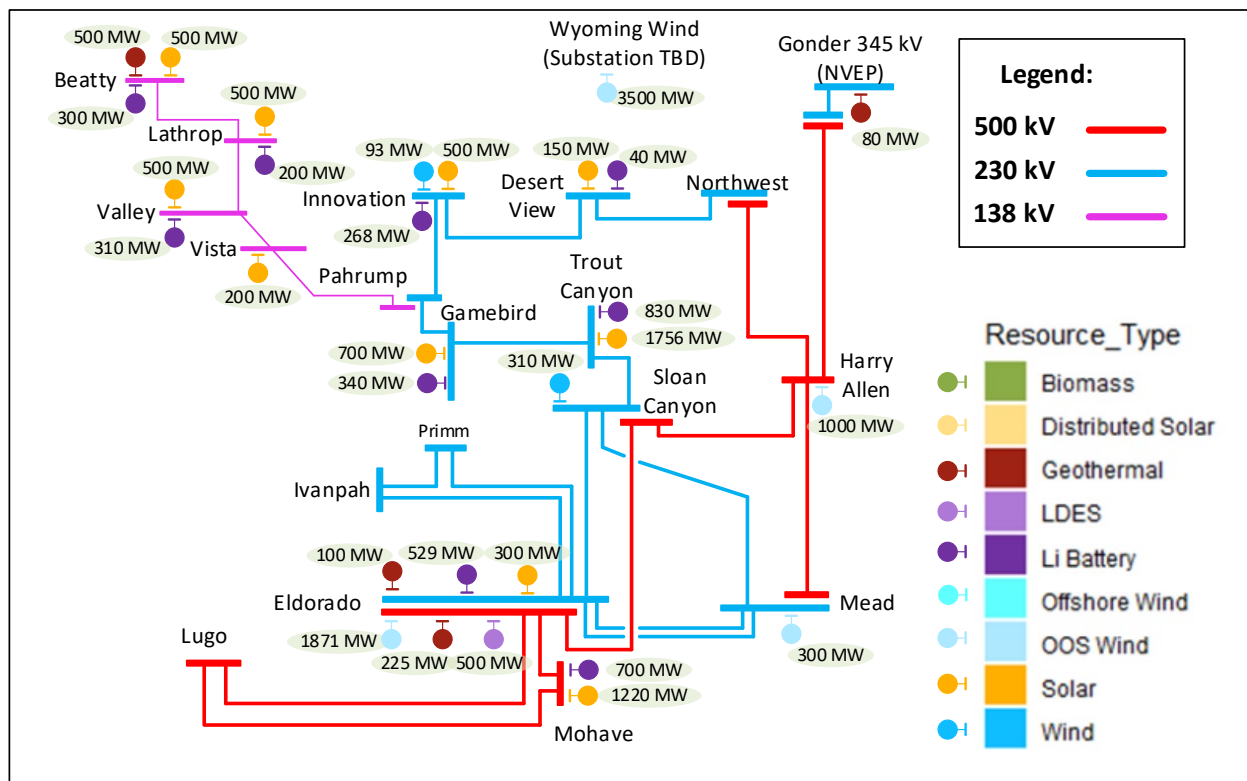 500 MW
500 MW
Beatty
300 MW
500 MW
Lathrop
200 MW
500 MW
Valley
310 MW
Vista
200 MW
Pahrump
93 MW
500 MW
Innovation
268 MW
150 MW
40 MW
Desert
View
Northwest
Wyoming Wind
(Substation TBD)
3500 MW
Gonder 345 kV
(NVEP)
80 MW
Legend:
500 kV
230 kV
138 kV
Gamebird
700 MW
340 MW
Trout
Canyon
830 MW
1756 MW
310 MW
Sloan
Canyon
Harry
Allen
1000 MW
Primm
Ivanpah
100 MW
529 MW
300 MW
Eldorado
1871 MW
225 MW
500 MW
Mead
300 MW
Lugo
700 MW
1220 MW
Mohave
Resource_Type
Biomass
Distributed Solar
Geothermal
LDES
Li Battery
Offshore Wind
OOS Wind
Solar
Wind